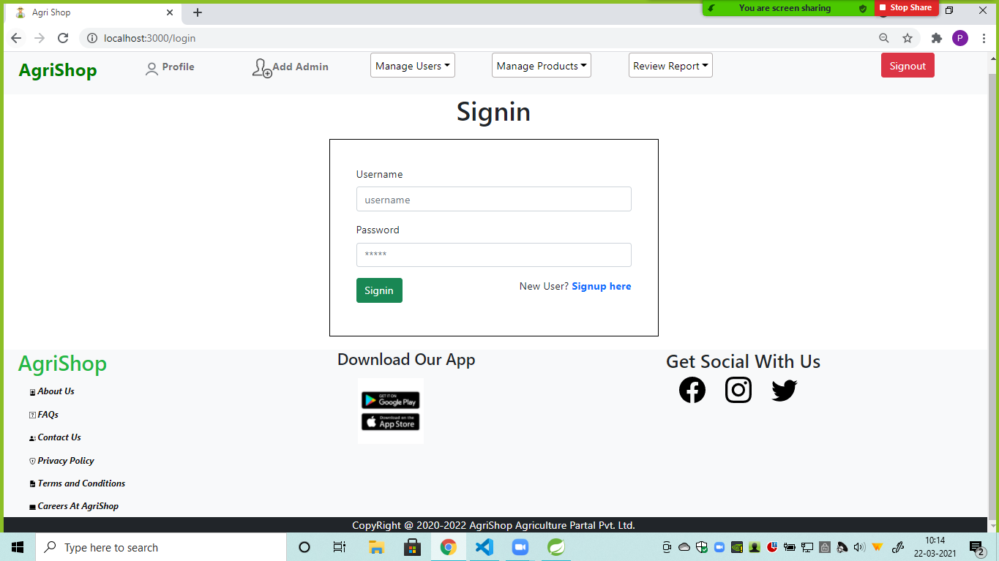 Agri Shop
You are screen sharing
Stop Share
localhost:3000/login
P
AgriShop
Profile
Add Admin
Manage Users
Manage Products
Review Report
Signout
Signin
Username
username
Password
*****
Signin
New User? Signup here
AgriShop
About Us
FAQs
Contact Us
Privacy Policy
Terms and Conditions
Careers At AgriShop
Download Our App
GET IT ON
Google Play
Download on the
App Store
Get Social With Us
CopyRight @ 2020-2022 AgriShop Agriculture Partal Pvt. Ltd.
Type here to search
10:14
22-03-2021
2